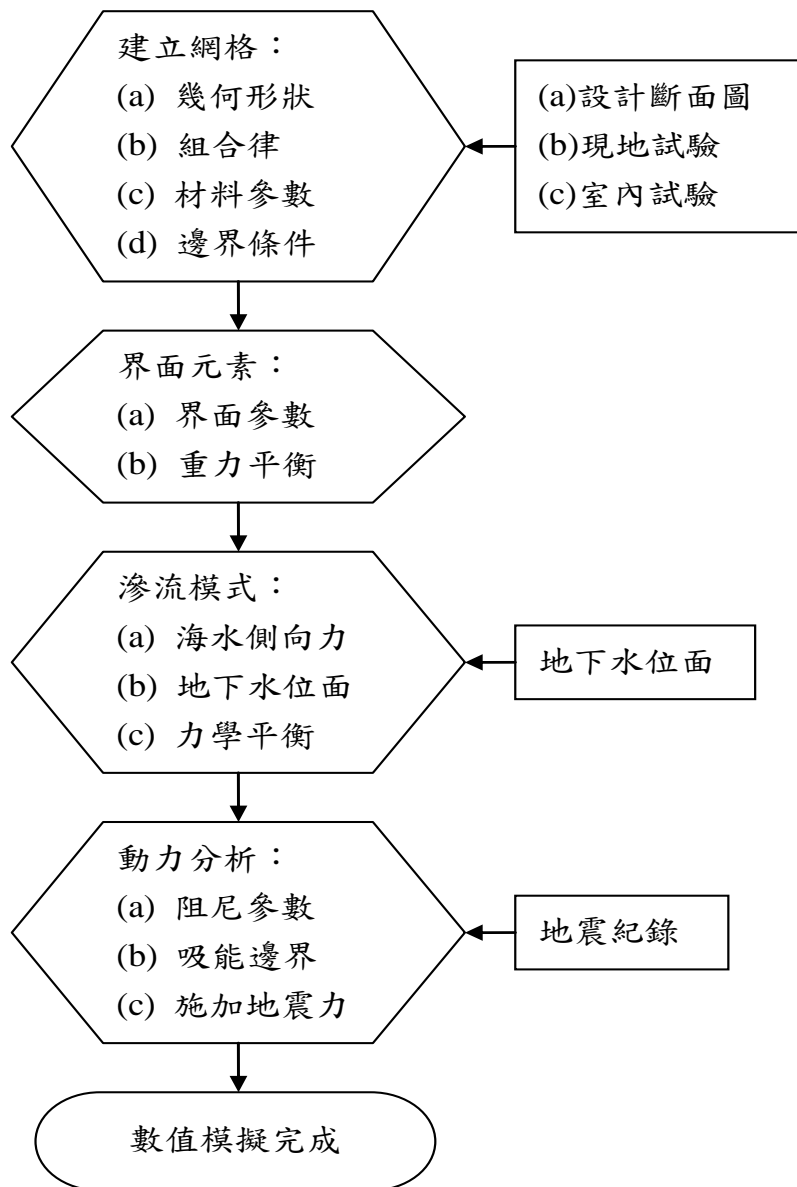 建立網格：
(a) 幾何形狀
(b) 組合律
(c) 材料參數
(d) 邊界條件
(a)設計斷面圖
(b)現地試驗
(c)室內試驗
界面元素：
(a) 界面參數
(b) 重力平衡
滲流模式：
(a) 海水側向力
(b) 地下水位面
(c) 力學平衡
地下水位面
動力分析：
(a) 阻尼參數
(b) 吸能邊界
(c) 施加地震力
地震紀錄
數值模擬完成